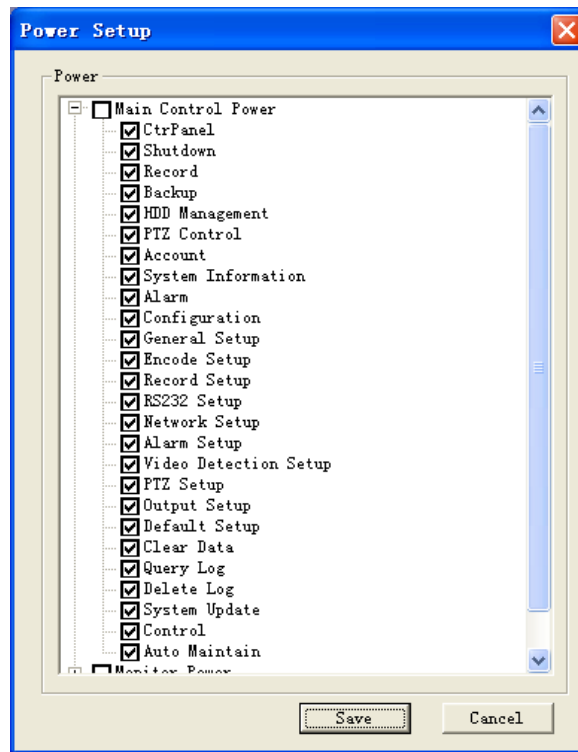 Power Setup
Power
Main Control Power
CtrPanel
Shutdown
Record
Backup
HDD Management
PTZ Control
Account
System Information
Alarm
Configuration
General Setup
Encode Setup
Record Setup
RS232 Setup
Network Setup
Alarm Setup
Video Detection Setup
PTZ Setup
Output Setup
Default Setup
Clear Data
Query Log
Delete Log
System Update
Control
Auto Maintain
Monitor Power
Save Cancel